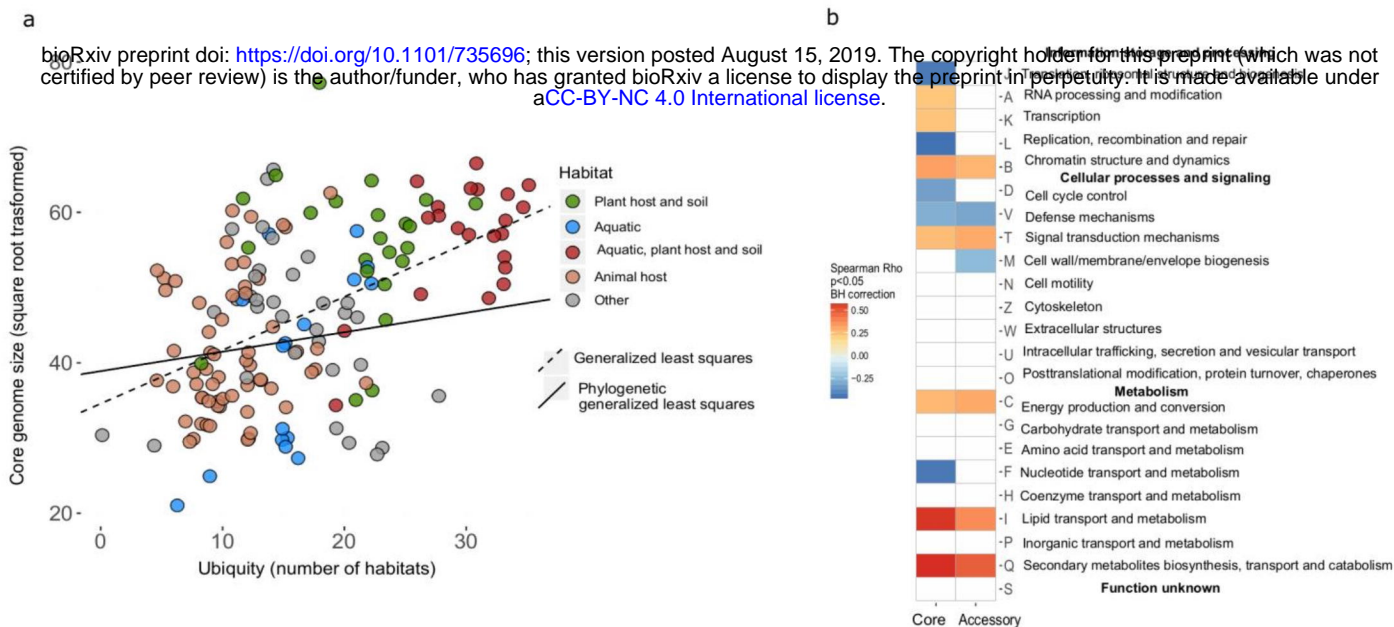 a
b
bioRxiv preprint doi: https://doi.org/10.1101/735696; this version posted August 15, 2019. The copyright holder for this preprint (which was not
certified by peer review) is the author/funder, who has granted bioRxiv a license to display the preprint in perpetuity. It is made available under
aCC-BY-NC 4.0 International license.
Core genome size (square root trasformed)
80
60
40
20
0
10
20
30
Ubiquity (number of habitats)
Habitat
Plant host and soil
Aquatic
Aquatic, plant host and soil
Animal host
Other
Generalized least squares
Phylogenetic
generalized least squares
Spearman Rho
p<0.05
BH correction
0.50
0.25
0.00
−0.25
Information storage and processing
-J Translation, ribosomal structure and biogenesis
-A RNA processing and modification
-K Transcription
-L Replication, recombination and repair
-B Chromatin structure and dynamics
Cellular processes and signaling
-D Cell cycle control
-V Defense mechanisms
-T Signal transduction mechanisms
-M Cell wall/membrane/envelope biogenesis
-N Cell motility
-Z Cytoskeleton
-W Extracellular structures
-U Intracellular trafficking, secretion and vesicular transport
-O Posttranslational modification, protein turnover, chaperones
Metabolism
-C Energy production and conversion
-G Carbohydrate transport and metabolism
-E Amino acid transport and metabolism
-F Nucleotide transport and metabolism
-H Coenzyme transport and metabolism
-I Lipid transport and metabolism
-P Inorganic transport and metabolism
-Q Secondary metabolites biosynthesis, transport and catabolism
-S Function unknown
Core Accessory